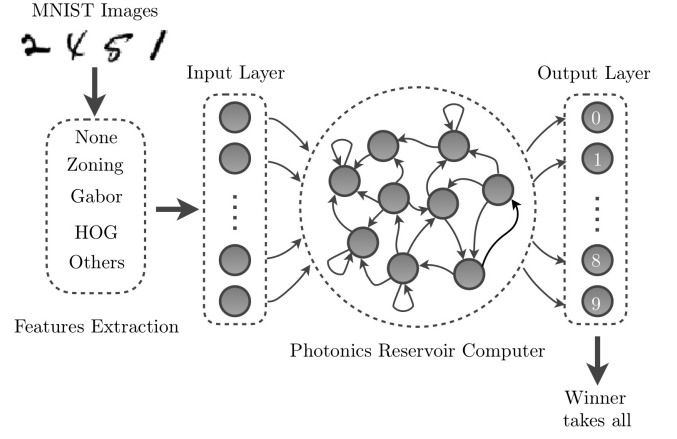 MNIST Images
2 4 5 1
Input Layer
Output Layer
None
Zoning
Gabor
HOG
Others
0
1
8
9
Features Extraction
Photonics Reservoir Computer
Winner
takes all